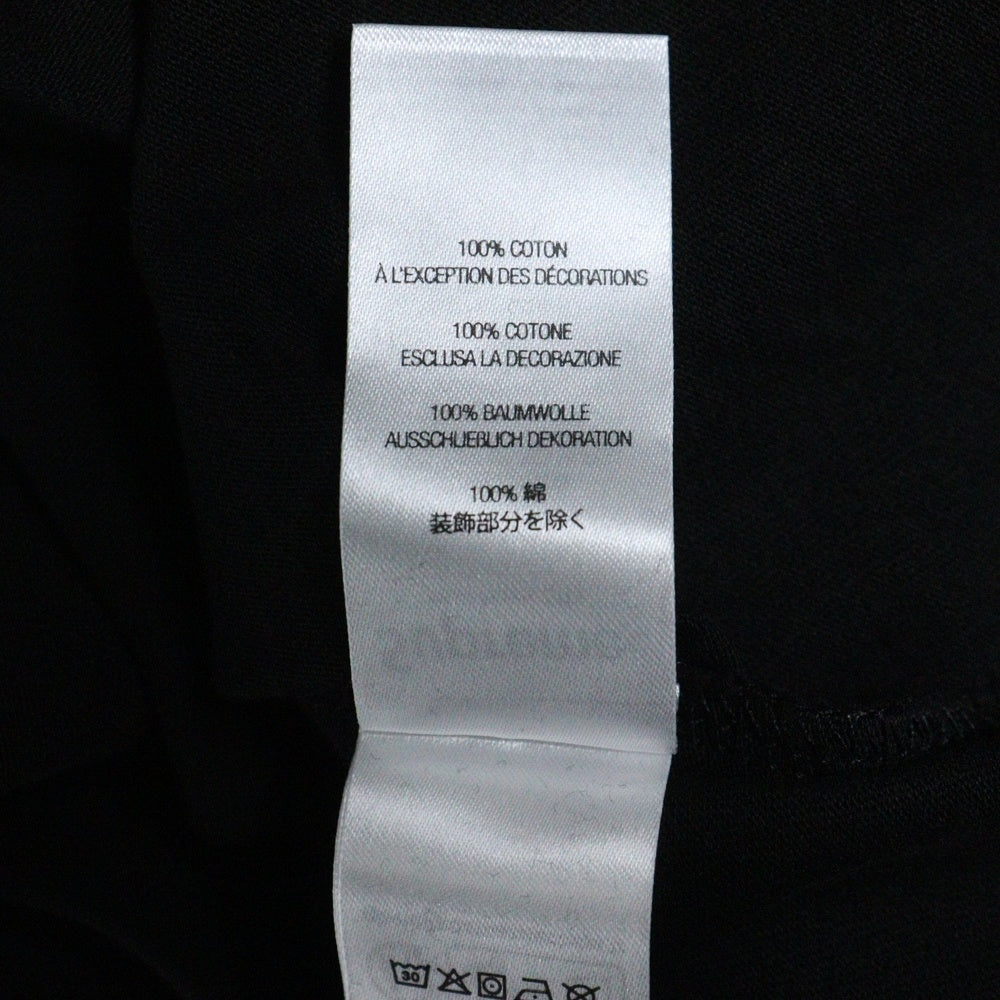 100% COTON
À L'EXCEPTION DES DÉCORATIONS
100% COTONE
ESCLUSA LA DECORAZIONE
100% BAUMWOLLE
AUSSCHLIEßLICH DEKORATION
100% 綿
装飾部分を除く
30